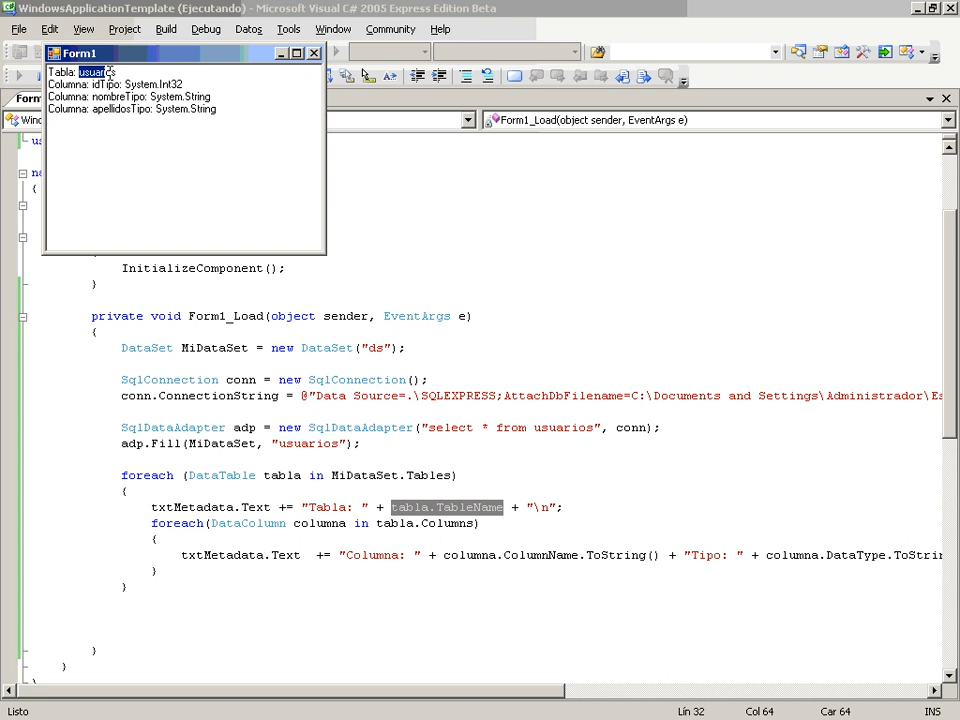 WindowsApplicationTemplate (Ejecutando) - Microsoft Visual C# 2005 Express Edition Beta
File Edit View Project Build Debug Datos Tools Window Community Help
Form1
Tabla: usuarios
Columna: idTipo: System.Int32
Columna: nombreTipo: System.String
Columna: apellidosTipo: System.String
Form
Win
Form1_Load(object sender, EventArgs e)
us
na
{
InitializeComponent();
}
private void Form1_Load(object sender, EventArgs e)
{
DataSet MiDataSet = new DataSet("ds");
SqlConnection conn = new SqlConnection();
conn.ConnectionString = @"Data Source=.\SQLEXPRESS;AttachDbFilename=C:\Documents and Settings\Administrador\Es
SqlDataAdapter adp = new SqlDataAdapter("select * from usuarios", conn);
adp.Fill(MiDataSet, "usuarios");
foreach (DataTable tabla in MiDataSet.Tables)
{
txtMetadata.Text += "Tabla: " + tabla.TableName + "\n";
foreach(DataColumn columna in tabla.Columns)
{
txtMetadata.Text += "Columna: " + columna.ColumnName.ToString() + "Tipo: " + columna.DataType.ToStrin
}
}
}
}
Listo Lín 32 Col 64 Car 64 INS